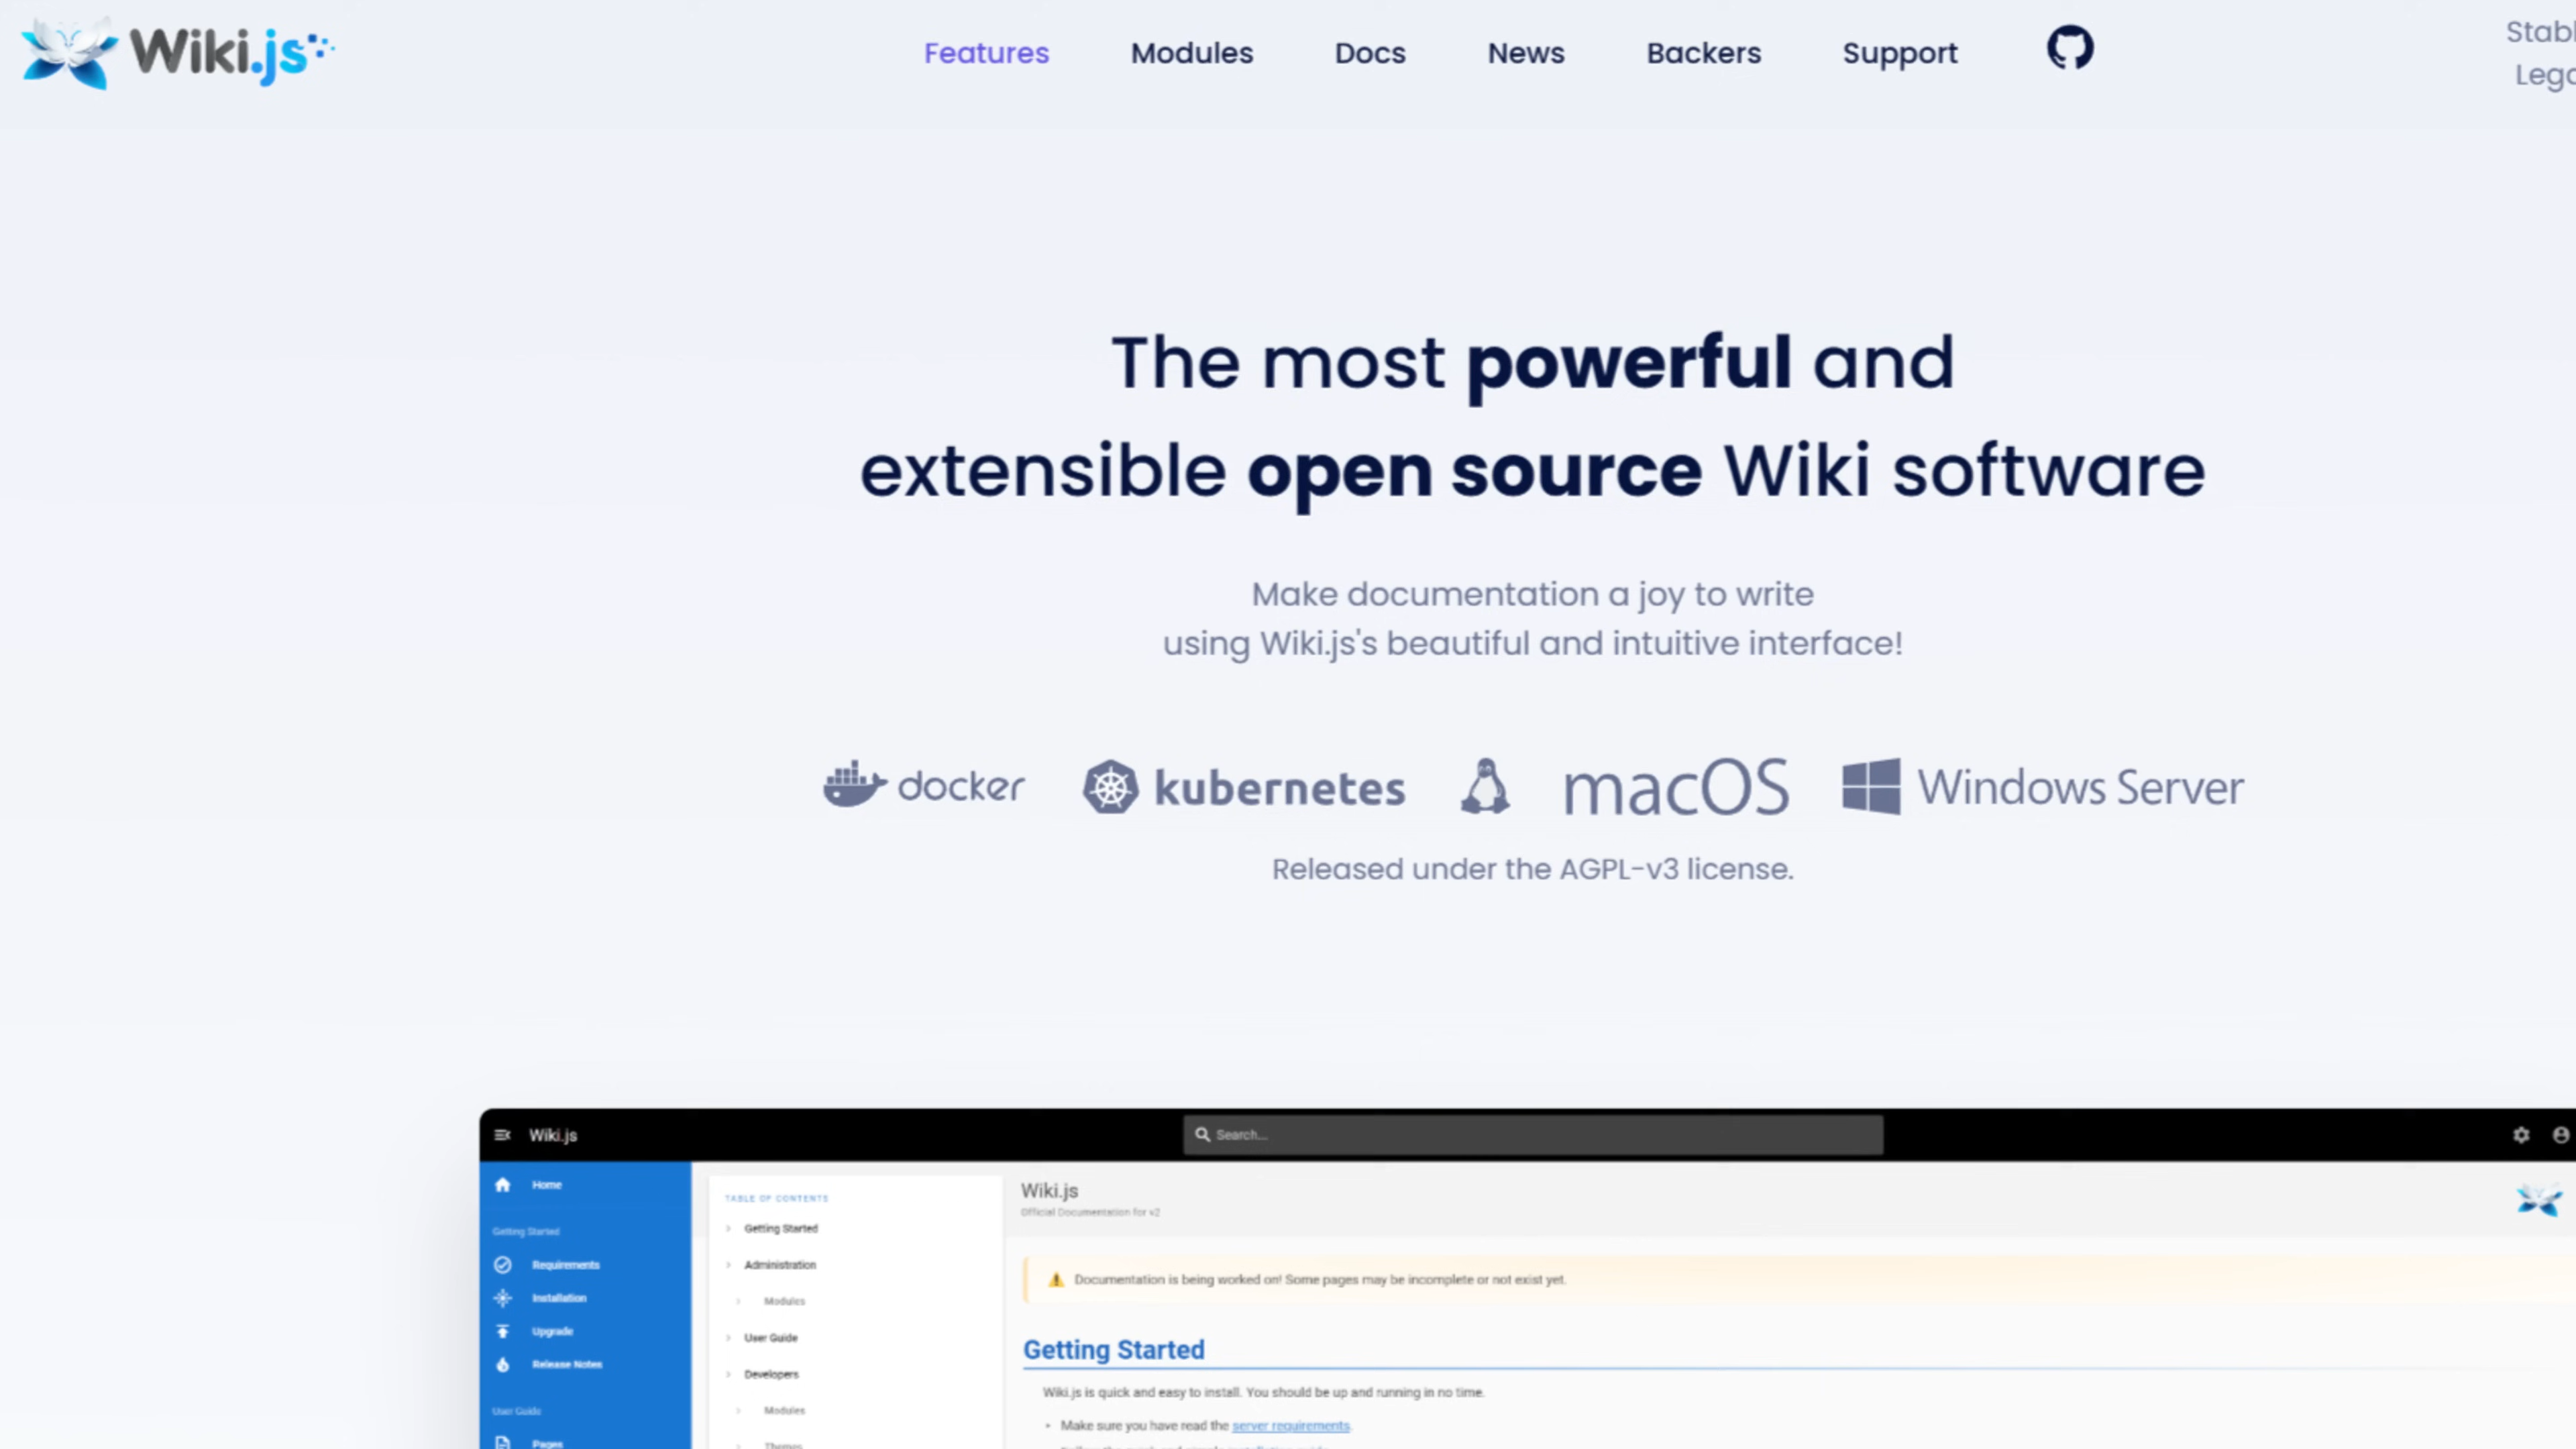 Wiki.js
Features Modules Docs News Backers Support
The most powerful and
extensible open source Wiki software
Make documentation a joy to write
using Wiki.js's beautiful and intuitive interface!
docker kubernetes macOS Windows Server
Released under the AGPL-v3 license.
Wiki.js Search...
Home
Getting Started
Requirements
Installation
Upgrade
Release Notes
User Guide
Pages
TABLE OF CONTENTS
Getting Started
Administration
Modules
User Guide
Developers
Modules
Themes
Wiki.js
Official Documentation for v2
Documentation is being worked on! Some pages may be incomplete or not exist yet.
Getting Started
Wiki.js is quick and easy to install. You should be up and running in no time.
Make sure you have read the server requirements.